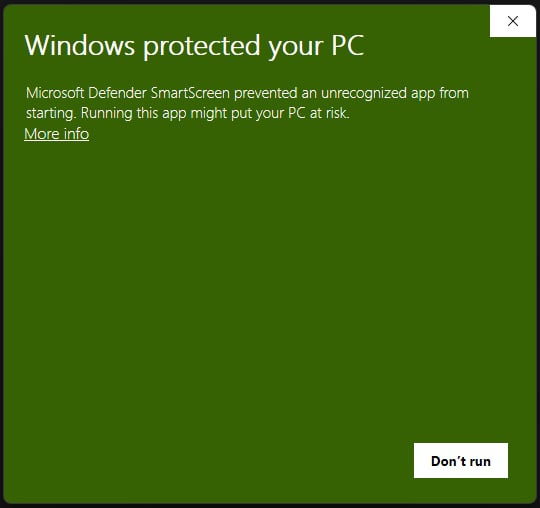 Windows protected your PC
Microsoft Defender SmartScreen prevented an unrecognized app from
starting. Running this app might put your PC at risk.
More info
Don’t run